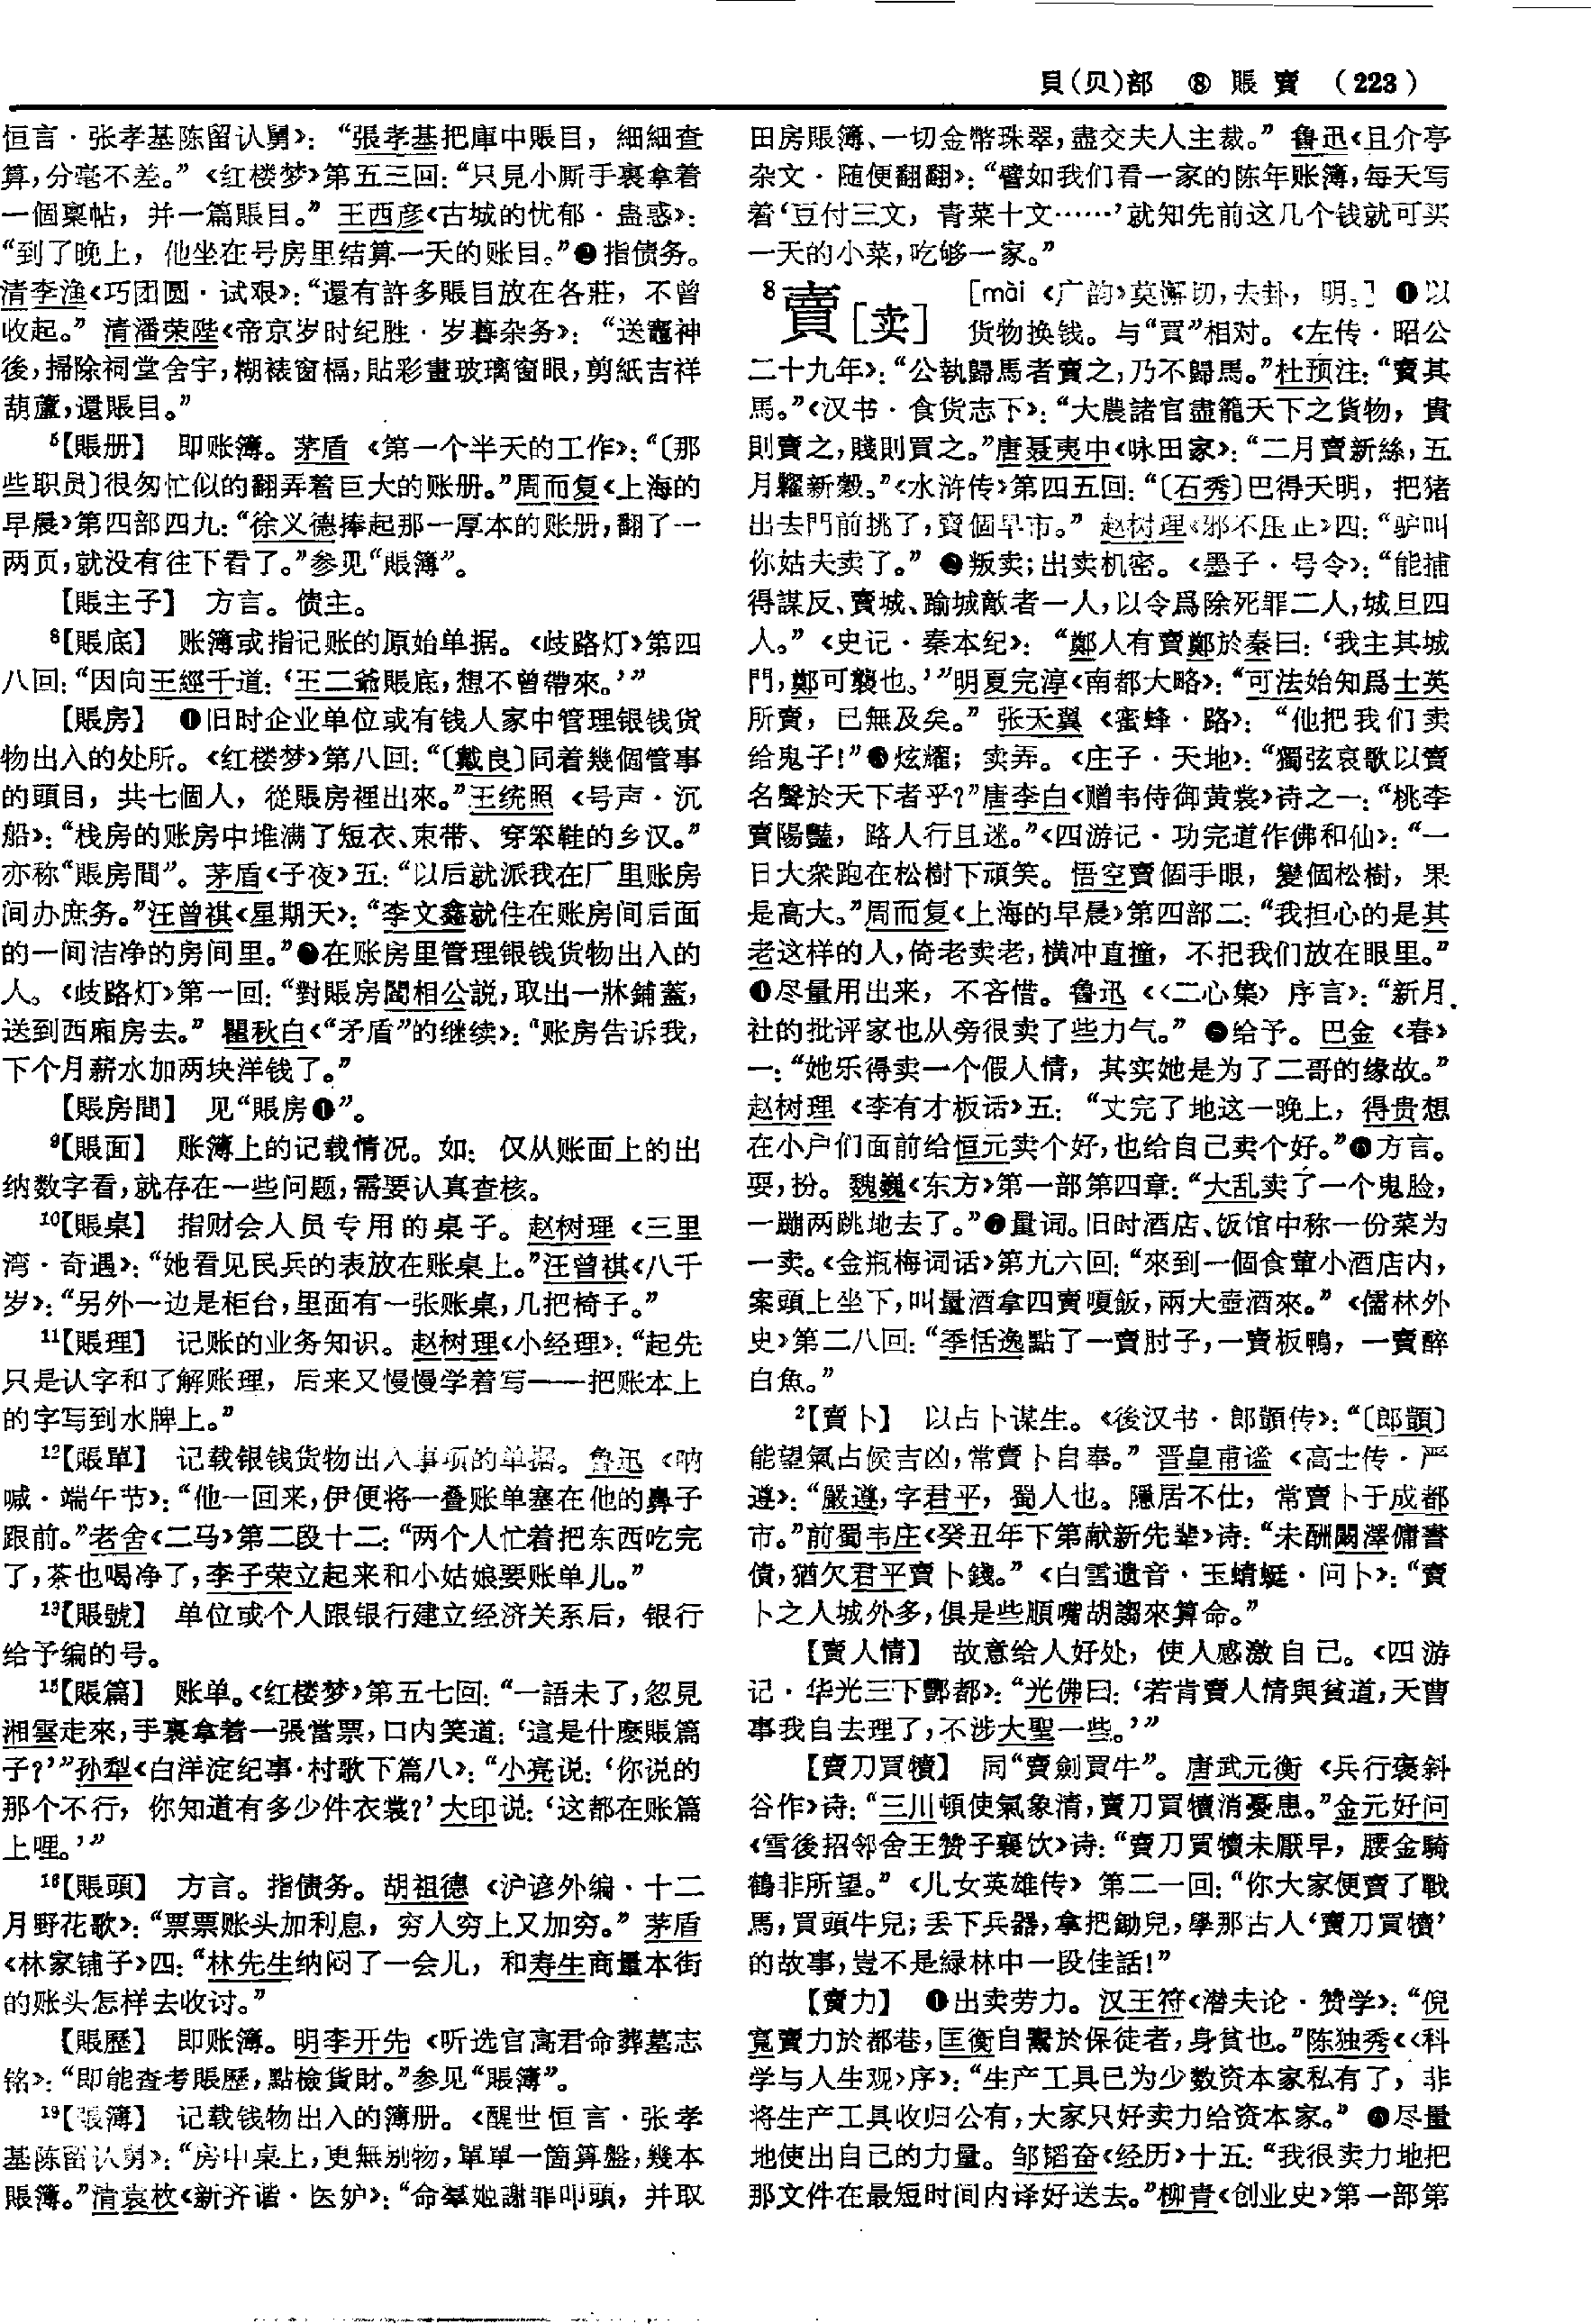 貝(贝)部 ⑧ 賬 賣 (223)
恒言·张孝基陈留认舅》：“張孝基把庫中賬目，細細查
算，分毫不差。”《红楼梦》第五三回：“只見小厮手裏拿着
一個禀帖，并一篇賬目。”王西彦《古城的忧郁·蛊惑》：
“到了晚上，他坐在号房里结算一天的账目。”❷指债务。
清李渔《巧团圆·试艰》：“還有許多賬目放在各莊，不曾
收起。”清潘荣陛《帝京岁时纪胜·岁暮杂务》：“送竈神
後，掃除祠堂舍宇，糊裱窗槅，貼彩畫玻璃窗眼，剪紙吉祥
葫蘆，還賬目。”
5【賬册】 即账簿。茅盾《第一个半天的工作》：“〔那
些职员〕很匆忙似的翻弄着巨大的账册。”周而复《上海的
早晨》第四部四九：“徐义德捧起那一厚本的账册，翻了一
两页，就没有往下看了。”参见“賬簿”。
【賬主子】 方言。债主。
8【賬底】 账簿或指记账的原始单据。《歧路灯》第四
八回：“因向王經千道：‘王二爺賬底，想不曾帶來。’”
【賬房】 ❶旧时企业单位或有钱人家中管理银钱货
物出入的处所。《红楼梦》第八回：“〔戴良〕同着幾個管事
的頭目，共七個人，從賬房裡出來。”王统照《号声·沉
船》：“栈房的账房中堆满了短衣、束带、穿笨鞋的乡汉。”
亦称“賬房間”。茅盾《子夜》五：“以后就派我在厂里账房
间办庶务。”汪曾祺《星期天》：“李文鑫就住在账房间后面
的一间洁净的房间里。”❷在账房里管理银钱货物出入的
人。《歧路灯》第一回：“對賬房閻相公説，取出一牀鋪蓋，
送到西厢房去。”瞿秋白《“矛盾”的继续》：“账房告诉我，
下个月薪水加两块洋钱了。”
【賬房間】 见“賬房❶”。
9【賬面】 账簿上的记载情况。如：仅从账面上的出
纳数字看，就存在一些问题，需要认真查核。
10【賬桌】 指财会人员专用的桌子。赵树理《三里
湾·奇遇》：“她看见民兵的表放在账桌上。”汪曾祺《八千
岁》：“另外一边是柜台，里面有一张账桌，几把椅子。”
11【賬理】 记账的业务知识。赵树理《小经理》：“起先
只是认字和了解账理，后来又慢慢学着写——把账本上
的字写到水牌上。”
12【賬單】 记载银钱货物出入事项的单据。鲁迅《呐
喊·端午节》：“他一回来，伊便将一叠账单塞在他的鼻子
跟前。”老舍《二马》第二段十二：“两个人忙着把东西吃完
了，茶也喝净了，李子荣立起来和小姑娘要账单儿。”
13【賬號】 单位或个人跟银行建立经济关系后，银行
给予编的号。
15【賬篇】 账单。《红楼梦》第五七回：“一語未了，忽見
湘雲走來，手裏拿着一張當票，口内笑道：‘這是什麽賬篇
子？’”孙犁《白洋淀纪事·村歌下篇八》：“小亮说：‘你说的
那个不行，你知道有多少件衣裳？’大印说：‘这都在账篇
上哩。’”
16【賬頭】 方言。指债务。胡祖德《沪谚外编·十二
月野花歌》：“票票账头加利息，穷人穷上又加穷。”茅盾
《林家铺子》四：“林先生纳闷了一会儿，和寿生商量本街
的账头怎样去收讨。”
【賬歷】 即账簿。明李开先《听选官高君命葬墓志
铭》：“即能查考賬歷，點檢貨財。”参见“賬簿”。
19【賬簿】 记载钱物出入的簿册。《醒世恒言·张孝
基陈留认舅》：“房中桌上，更無别物，單單一箇算盤，幾本
賬簿。”清袁枚《新齐谐·医妒》：“命羣妪謝罪叩頭，并取
田房賬簿、一切金幣珠翠，盡交夫人主裁。”鲁迅《且介亭
杂文·随便翻翻》：“譬如我们看一家的陈年账簿，每天写
着‘豆付三文，青菜十文……’就知先前这几个钱就可买
一天的小菜，吃够一家。”
8賣[卖] [mài 《广韵》莫懈切，去卦，明。] ❶以
货物换钱。与“買”相对。《左传·昭公
二十九年》：“公執歸馬者賣之，乃不歸馬。”杜预注：“賣其
馬。”《汉书·食货志下》：“大農諸官盡籠天下之貨物，貴
則賣之，賤則買之。”唐聂夷中《咏田家》：“二月賣新絲，五
月糶新穀。”《水浒传》第四五回：“〔石秀〕巴得天明，把猪
出去門前挑了，賣個早市。”赵树理《邪不压正》四：“驴叫
你姑夫卖了。”❷叛卖；出卖机密。《墨子·号令》：“能捕
得謀反、賣城、踰城敵者一人，以令爲除死罪二人，城旦四
人。”《史记·秦本纪》：“鄭人有賣鄭於秦曰：‘我主其城
門，鄭可襲也。’”明夏完淳《南都大略》：“可法始知爲士英
所賣，已無及矣。”张天翼《蜜蜂·路》：“他把我们卖
给鬼子！”❸炫耀；卖弄。《庄子·天地》：“獨弦哀歌以賣
名聲於天下者乎？”唐李白《赠韦侍御黄裳》诗之一：“桃李
賣陽豔，路人行且迷。”《四游记·功完道作佛和仙》：“一
日大衆跑在松樹下頑笑。悟空賣個手眼，變個松樹，果
是高大。”周而复《上海的早晨》第四部二：“我担心的是其
老这样的人，倚老卖老，横冲直撞，不把我们放在眼里。”
❹尽量用出来，不吝惜。鲁迅《〈二心集〉序言》：“新月
社的批评家也从旁很卖了些力气。”❺给予。巴金《春》
一：“她乐得卖一个假人情，其实她是为了二哥的缘故。”
赵树理《李有才板话》五：“丈完了地这一晚上，得贵想
在小户们面前给恒元卖个好，也给自己卖个好。”❻方言。
耍，扮。魏巍《东方》第一部第四章：“大乱卖了一个鬼脸，
一蹦两跳地去了。”❼量词。旧时酒店、饭馆中称一份菜为
一卖。《金瓶梅词话》第九六回：“來到一個食葷小酒店内，
案頭上坐下，叫量酒拿四賣嗄飯，兩大壺酒來。”《儒林外
史》第二八回：“季恬逸點了一賣肘子，一賣板鴨，一賣醉
白魚。”
2【賣卜】 以占卜谋生。《後汉书·郎顗传》：“〔郎顗〕
能望氣占候吉凶，常賣卜自奉。”晋皇甫谧《高士传·严
遵》：“嚴遵，字君平，蜀人也。隱居不仕，常賣卜于成都
市。”前蜀韦庄《癸丑年下第献新先辈》诗：“未酬闞澤傭書
債，猶欠君平賣卜錢。”《白雪遗音·玉蜻蜓·问卜》：“賣
卜之人城外多，俱是些順嘴胡謅來算命。”
【賣人情】 故意给人好处，使人感激自己。《四游
记·华光三下酆都》：“光佛曰：‘若肯賣人情與貧道，天曹
事我自去理了，不涉大聖一些。’”
【賣刀買犢】 同“賣劍買牛”。唐武元衡《兵行褒斜
谷作》诗：“三川頓使氣象清，賣刀買犢消憂患。”金元好问
《雪後招邻舍王赞子襄饮》诗：“賣刀買犢未厭早，腰金騎
鶴非所望。”《儿女英雄传》第二一回：“你大家便賣了戰
馬，買頭牛兒；丢下兵器，拿把鋤兒，學那古人‘賣刀買犢’
的故事，豈不是緑林中一段佳話！”
【賣力】 ❶出卖劳力。汉王符《潜夫论·赞学》：“倪
寬賣力於都巷，匡衡自鬻於保徒者，身貧也。”陈独秀《〈科
学与人生观〉序》：“生产工具已为少数资本家私有了，非
将生产工具收归公有，大家只好卖力给资本家。”❷尽量
地使出自己的力量。邹韬奋《经历》十五：“我很卖力地把
那文件在最短时间内译好送去。”柳青《创业史》第一部第